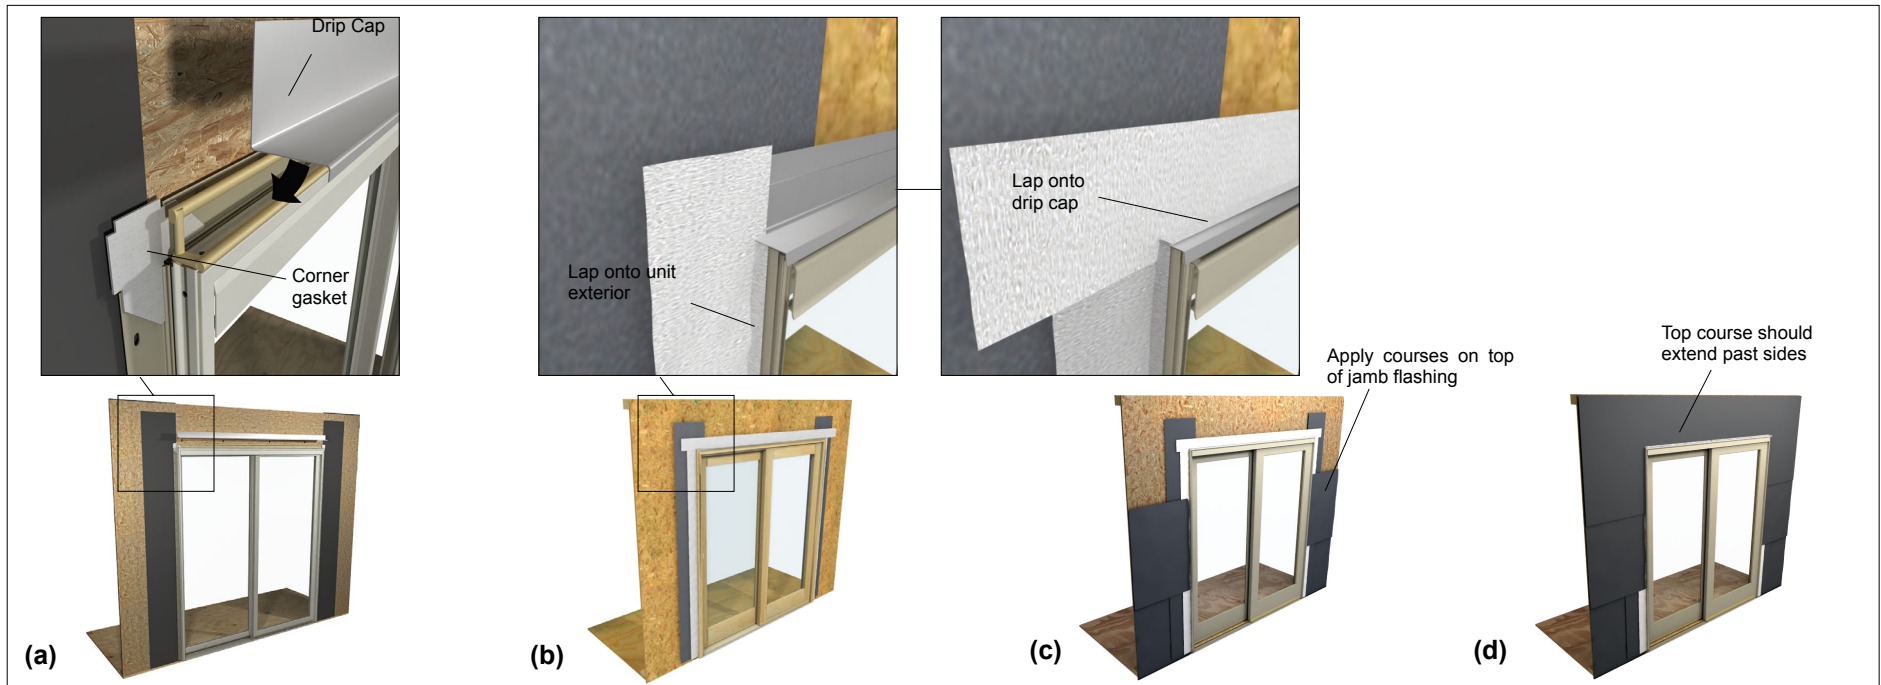 Drip Cap
Corner
gasket
(a)
Lap onto unit
exterior
(b)
Lap onto
drip cap
Apply courses on top
of jamb flashing
(c)
Top course should
extend past sides
(d)